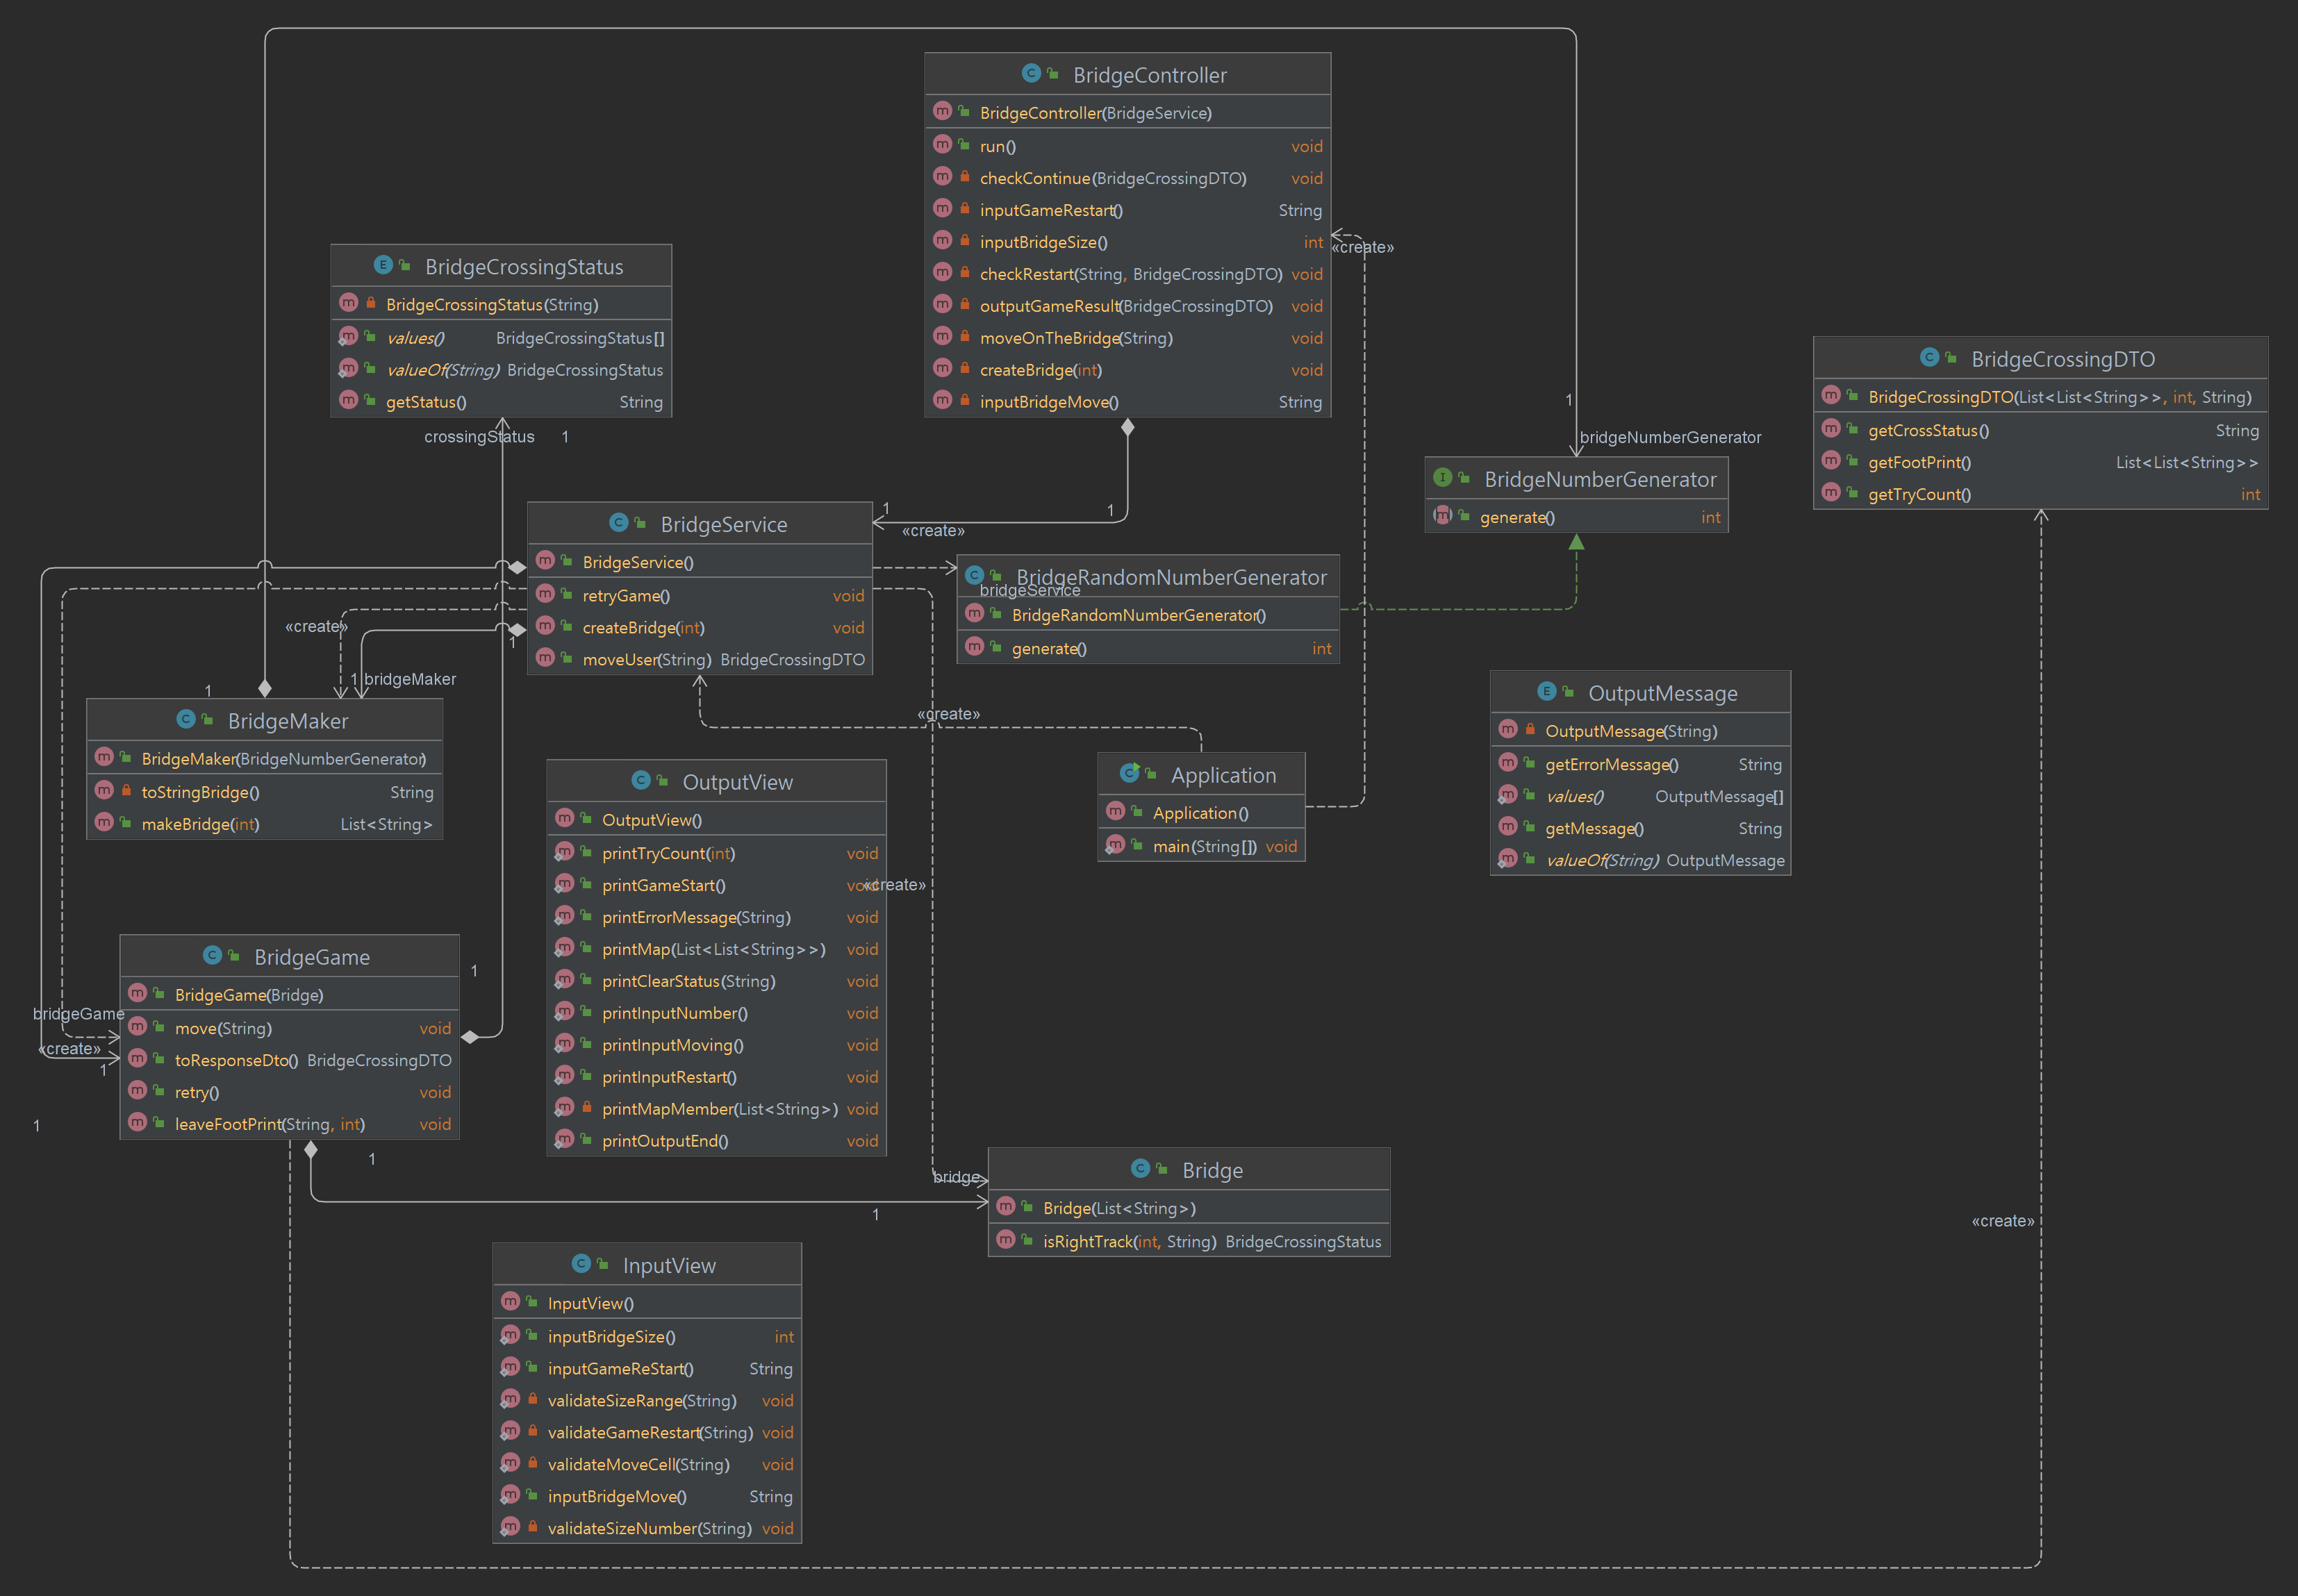 BridgeController
BridgeController(BridgeService)
run() void
checkContinue(BridgeCrossingDTO) void
inputGameRestart() String
inputBridgeSize() int
checkRestart(String, BridgeCrossingDTO) void
outputGameResult(BridgeCrossingDTO) void
moveOnTheBridge(String) void
createBridge(int) void
inputBridgeMove() String
«create»
BridgeCrossingStatus
BridgeCrossingStatus(String)
values() BridgeCrossingStatus[]
valueOf(String) BridgeCrossingStatus
getStatus() String
crossingStatus 1
BridgeCrossingDTO
BridgeCrossingDTO(List<List<String>>, int, String)
getCrossStatus() String
getFootPrint() List<List<String>>
getTryCount() int
1
bridgeNumberGenerator
BridgeNumberGenerator
generate() int
BridgeService
BridgeService()
retryGame() void
createBridge(int) void
moveUser(String) BridgeCrossingDTO
1
1
«create»
BridgeRandomNumberGenerator
bridgeService
BridgeRandomNumberGenerator()
generate() int
«create»
1
1 bridgeMaker
1
BridgeMaker
BridgeMaker(BridgeNumberGenerator)
toStringBridge() String
makeBridge(int) List<String>
«create»
OutputMessage
OutputMessage(String)
getErrorMessage() String
values() OutputMessage[]
getMessage() String
valueOf(String) OutputMessage
Application
Application()
main(String[]) void
OutputView
OutputView()
printTryCount(int) void
printGameStart() void
«create»
printErrorMessage(String) void
printMap(List<List<String>>) void
printClearStatus(String) void
printInputNumber() void
printInputMoving() void
printInputRestart() void
printMapMember(List<String>) void
printOutputEnd() void
BridgeGame
BridgeGame(Bridge)
move(String) void
toResponseDto() BridgeCrossingDTO
retry() void
leaveFootPrint(String, int) void
1
bridgeGame
«create»
1
1
1
bridge
1
Bridge
Bridge(List<String>)
isRightTrack(int, String) BridgeCrossingStatus
«create»
InputView
InputView()
inputBridgeSize() int
inputGameReStart() String
validateSizeRange(String) void
validateGameRestart(String) void
validateMoveCell(String) void
inputBridgeMove() String
validateSizeNumber(String) void